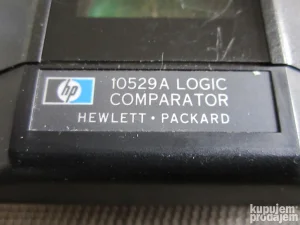 hp
10529A LOGIC
COMPARATOR
HEWLETT • PACKARD
kupujem
prodajem